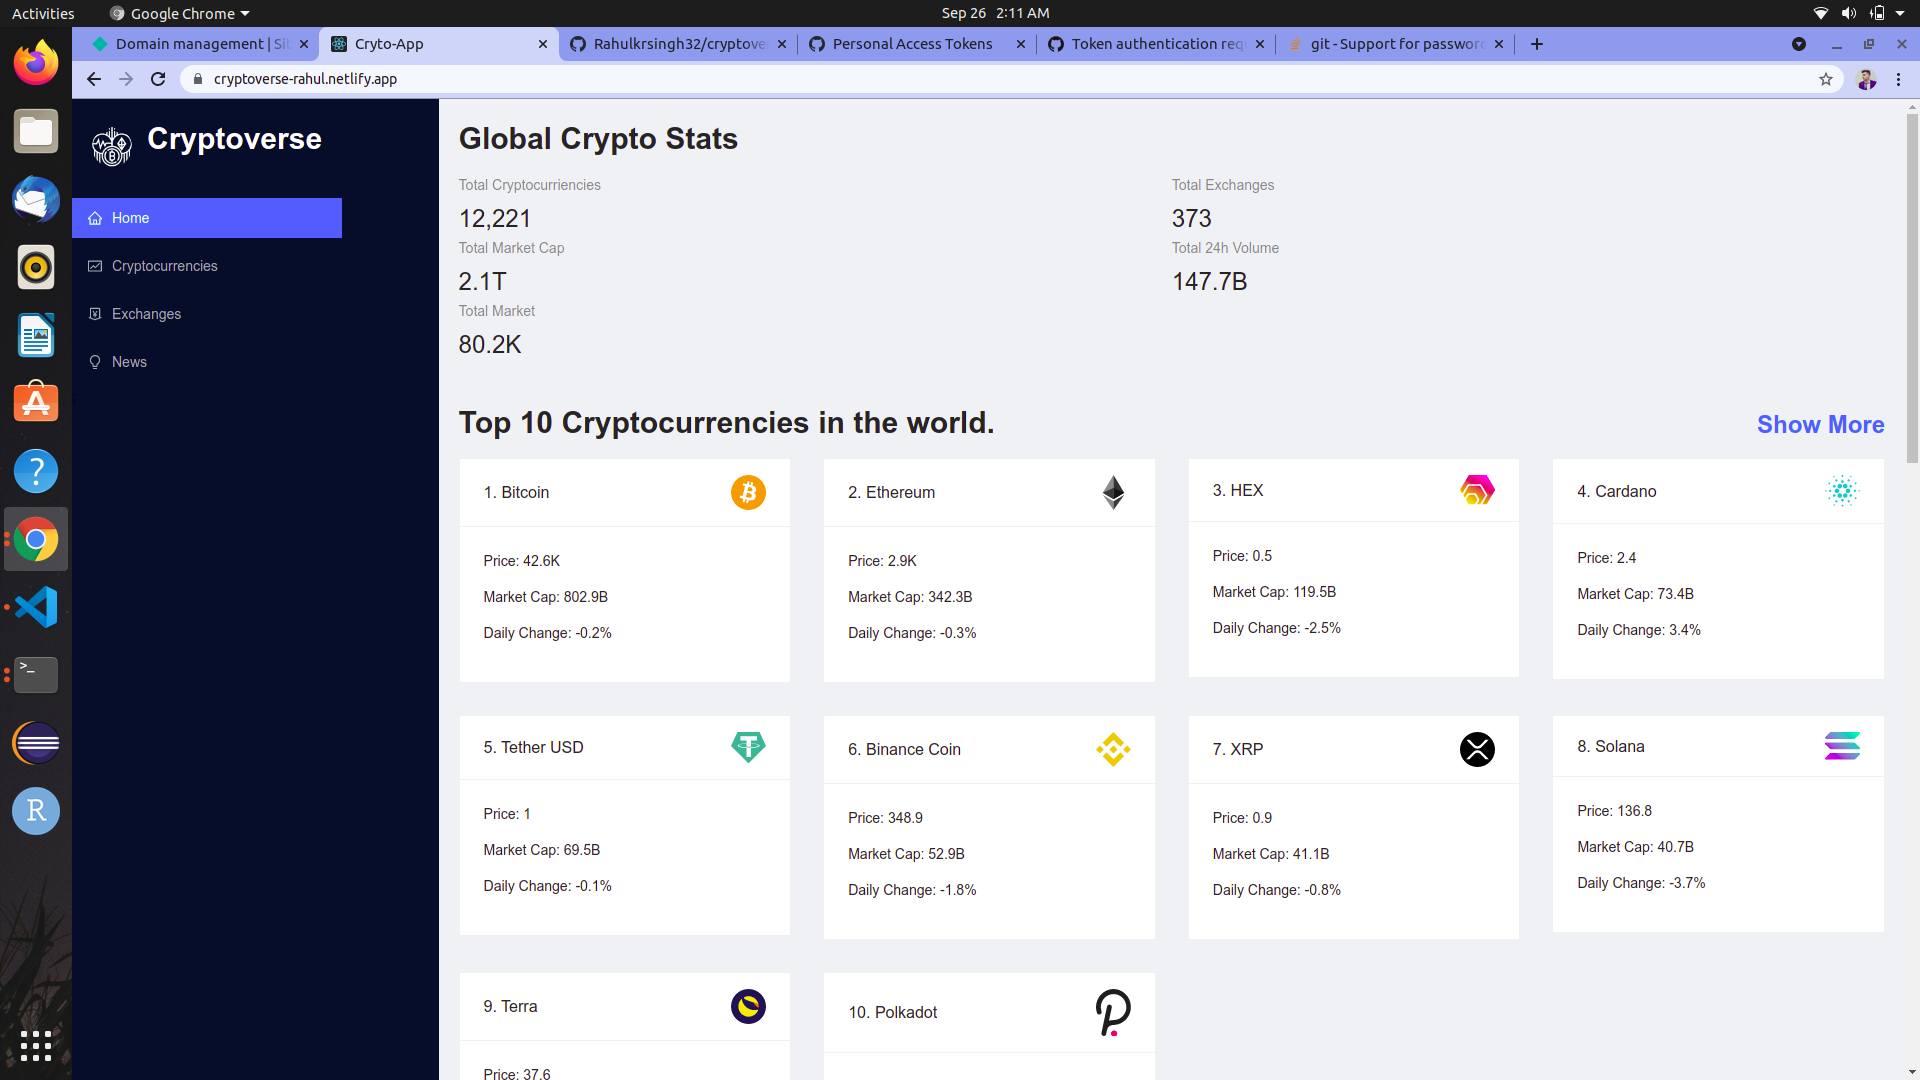 Activities
Google Chrome
Sep 26 2:11 AM
Domain management | Sit
Cryto-App
Rahulkrsingh32/cryptove
Personal Access Tokens
Token authentication req
git - Support for password
cryptoverse-rahul.netlify.app
Cryptoverse
Home
Cryptocurrencies
Exchanges
News
Global Crypto Stats
Total Cryptocurriencies
12,221
Total Exchanges
373
Total Market Cap
2.1T
Total 24h Volume
147.7B
Total Market
80.2K
Top 10 Cryptocurrencies in the world.
Show More
1. Bitcoin
Price: 42.6K
Market Cap: 802.9B
Daily Change: -0.2%
2. Ethereum
Price: 2.9K
Market Cap: 342.3B
Daily Change: -0.3%
3. HEX
Price: 0.5
Market Cap: 119.5B
Daily Change: -2.5%
4. Cardano
Price: 2.4
Market Cap: 73.4B
Daily Change: 3.4%
5. Tether USD
Price: 1
Market Cap: 69.5B
Daily Change: -0.1%
6. Binance Coin
Price: 348.9
Market Cap: 52.9B
Daily Change: -1.8%
7. XRP
Price: 0.9
Market Cap: 41.1B
Daily Change: -0.8%
8. Solana
Price: 136.8
Market Cap: 40.7B
Daily Change: -3.7%
9. Terra
Price: 37.6
10. Polkadot